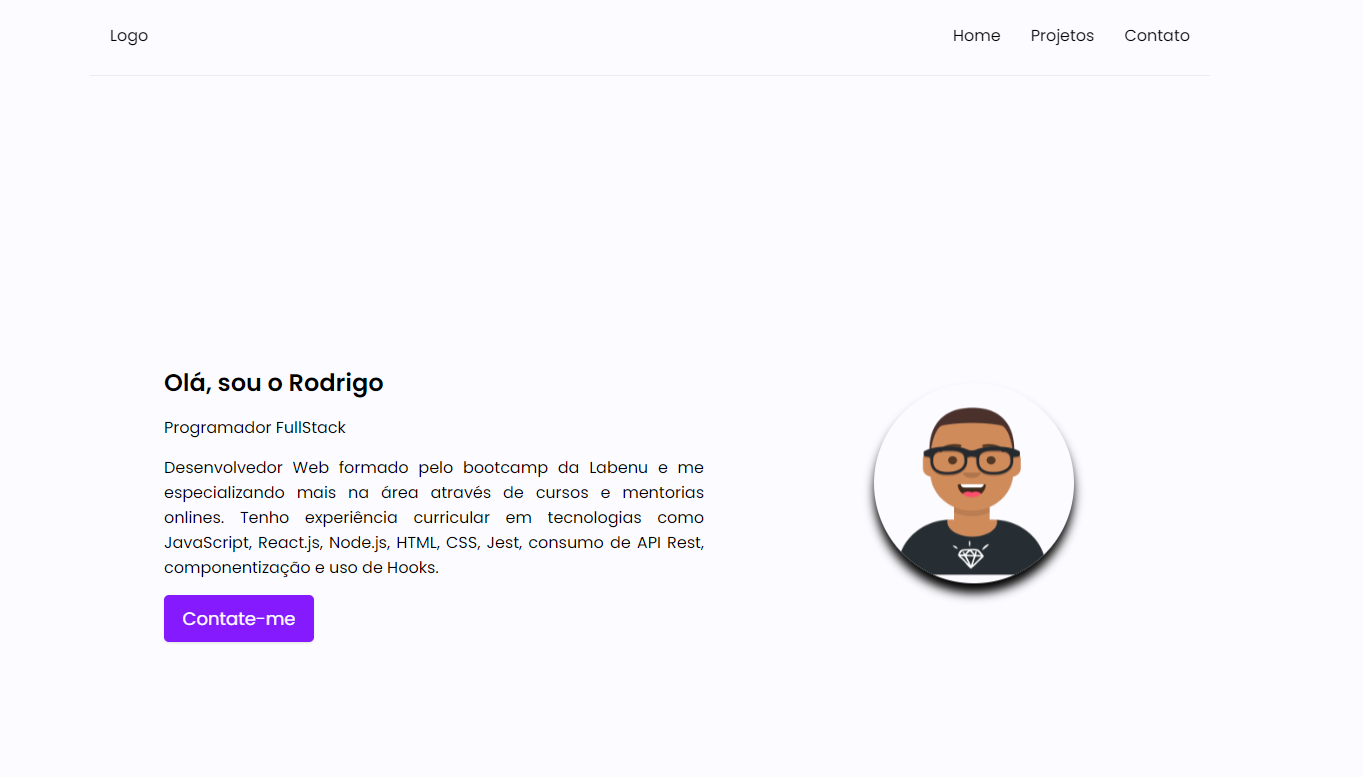 Logo
Home Projetos Contato
Olá, sou o Rodrigo
Programador FullStack
Desenvolvedor Web formado pelo bootcamp da Labenu e me
especializando mais na área através de cursos e mentorias
onlines. Tenho experiência curricular em tecnologias como
JavaScript, React.js, Node.js, HTML, CSS, Jest, consumo de API Rest,
componentização e uso de Hooks.
Contate-me